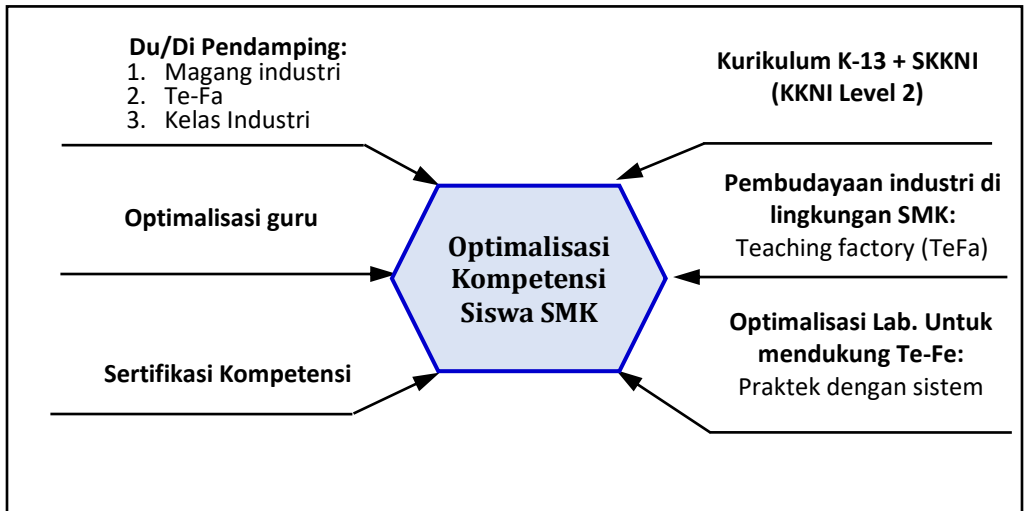 Du/Di Pendamping:
1. Magang industri
2. Te-Fa
3. Kelas Industri
Optimalisasi guru
Sertifikasi Kompetensi
Optimalisasi
Kompetensi
Siswa SMK
Kurikulum K-13 + SKKNI
(KKNI Level 2)
Pembudayaan industri di
lingkungan SMK:
Teaching factory (TeFa)
Optimalisasi Lab. Untuk
mendukung Te-Fe:
Praktek dengan sistem